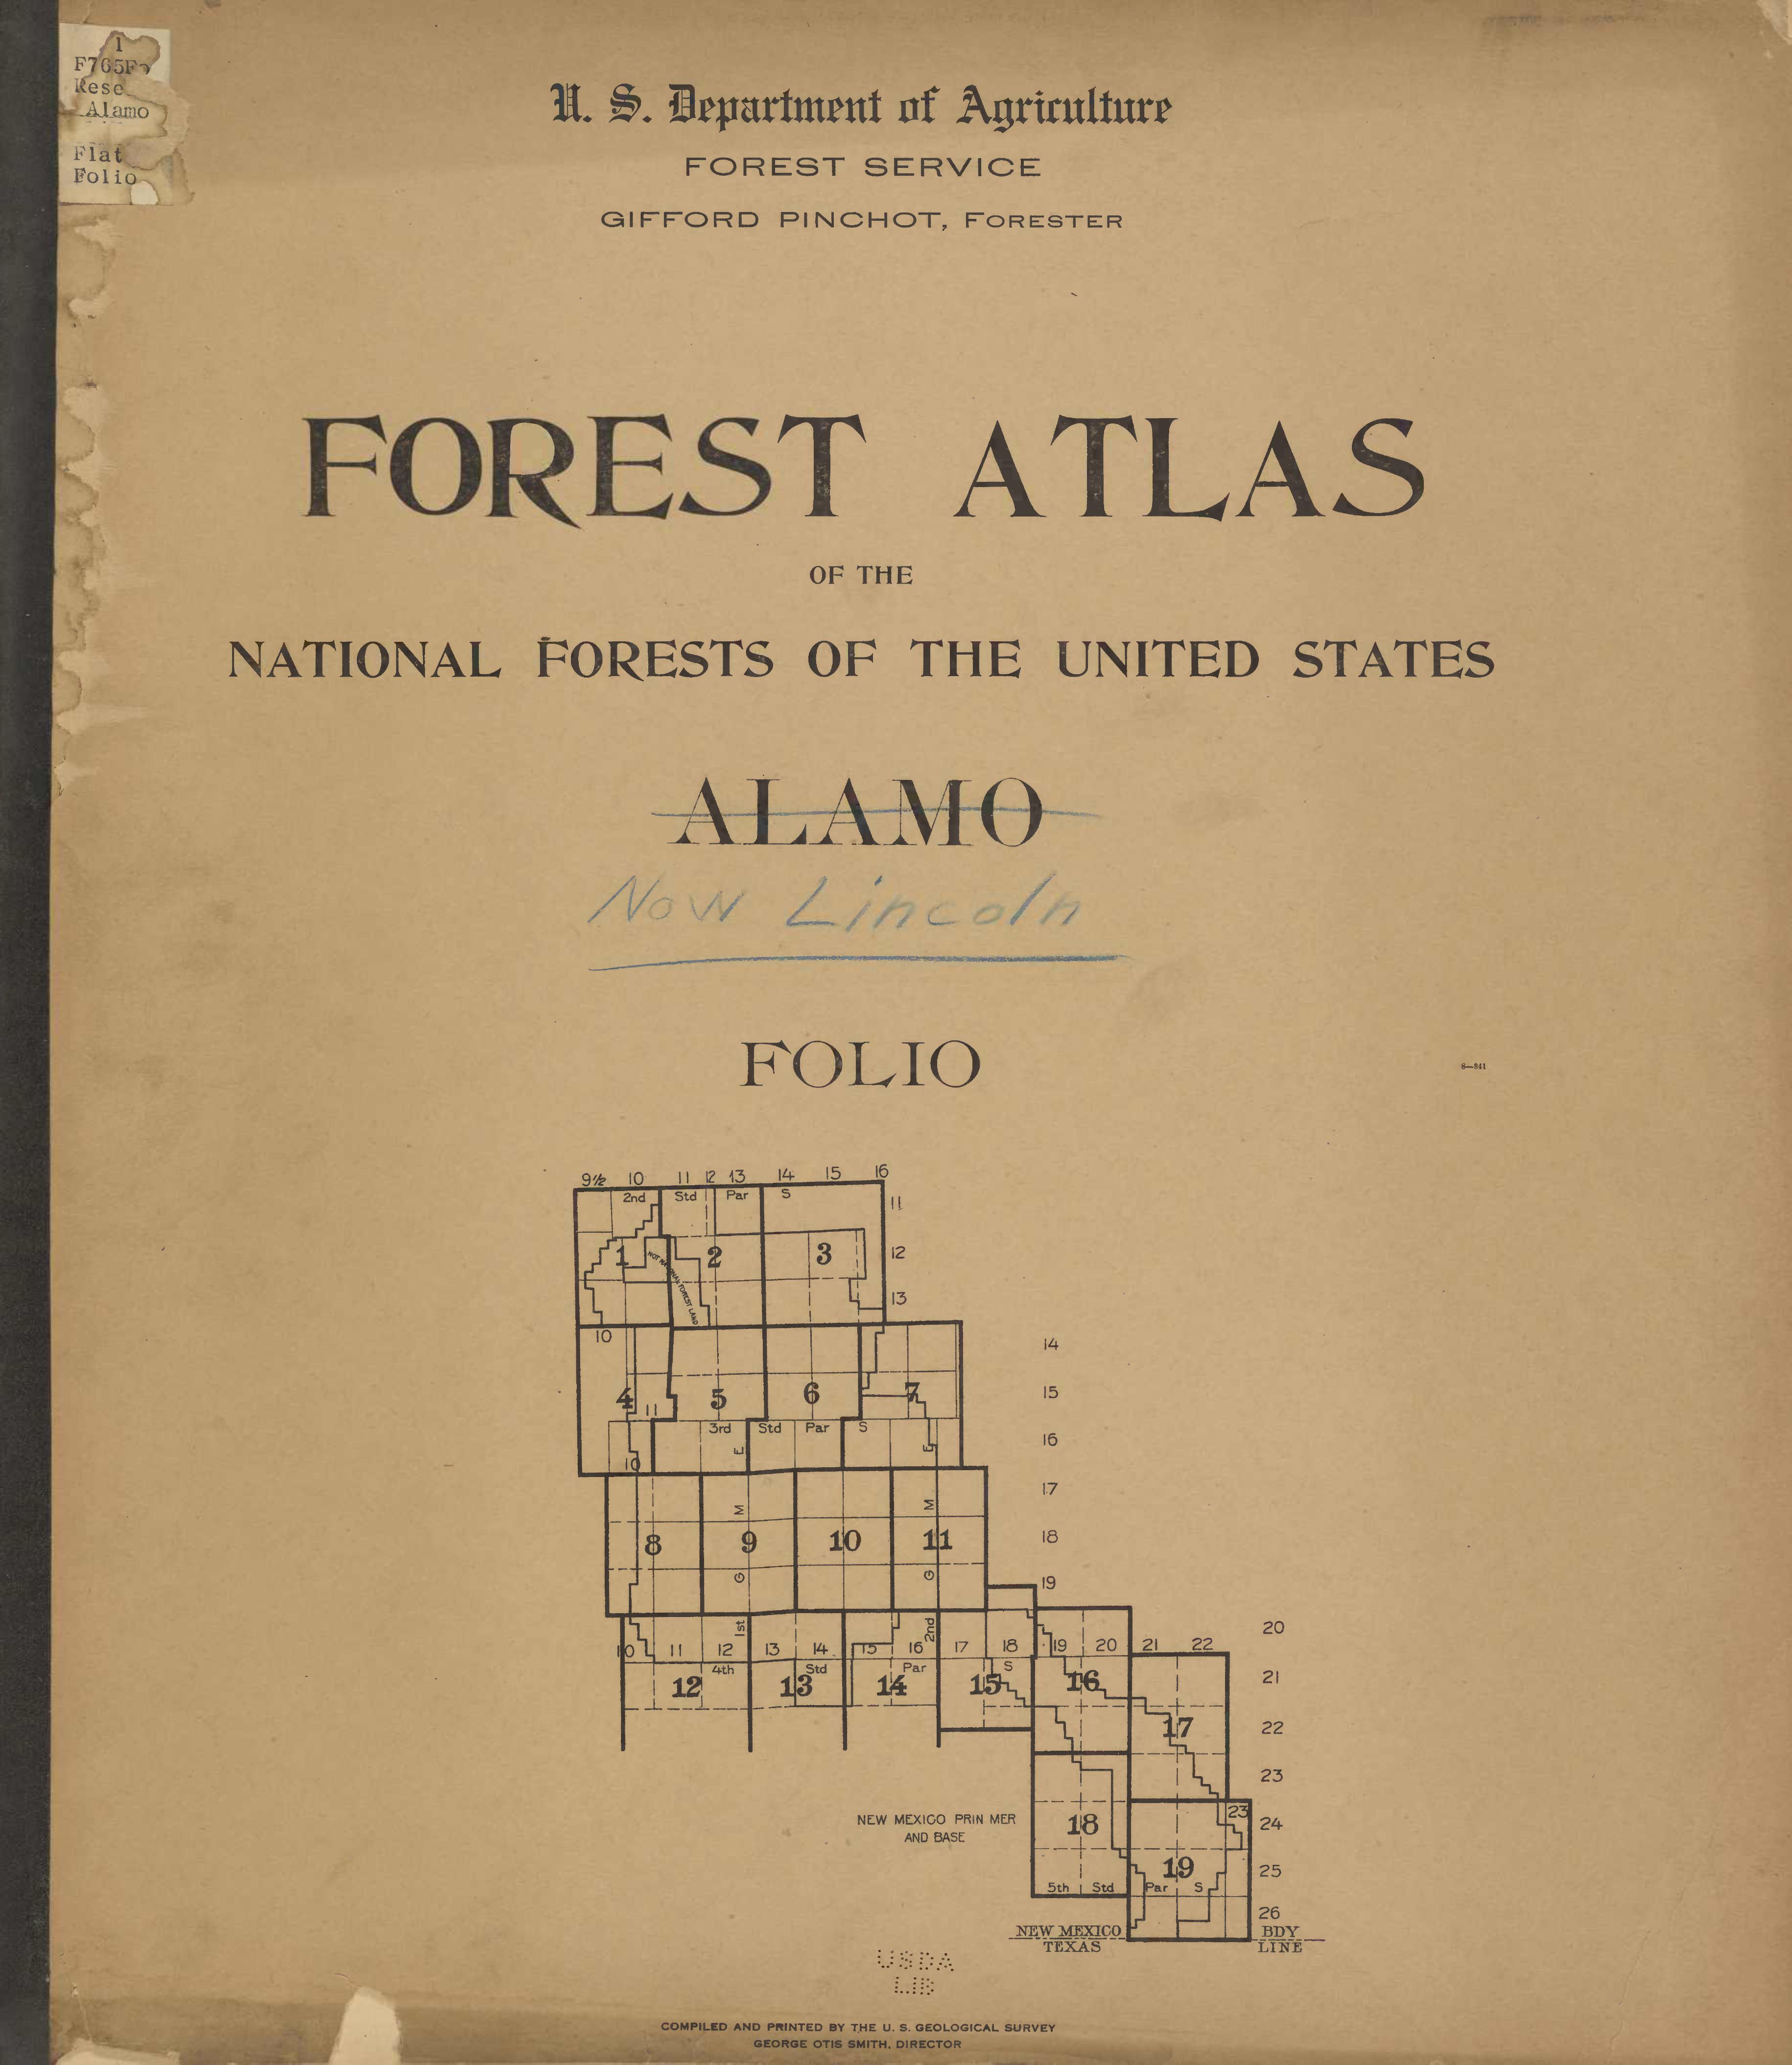 1
F765Fo
Rese
Alamo
Flat
Folio
U. S. Department of Agriculture
FOREST SERVICE
GIFFORD PINCHOT, FORESTER
FOREST ATLAS
OF THE
NATIONAL FORESTS OF THE UNITED STATES
ALAMO
Now Lincoln
FOLIO
8—841
9½ 10 11 12 13 14 15 16
2nd Std Par S
11
1 2 3 12
NOT NATIONAL FOREST LAND
13
10
14
4 11 5 6 7 15
3rd Std Par S
E E
16
10
17
M M
8 9 10 11 18
G G
19
1st 2nd
20
10 11 12 13 14 15 16 17 18 19 20 21 22
4th Std Par S
12 13 14 15 16 21
17 22
23
23
18 24
NEW MEXICO PRIN MER
AND BASE
19 25
5th Std Par S
26
NEW MEXICO BDY
TEXAS LINE
USDA
LIB
COMPILED AND PRINTED BY THE U. S. GEOLOGICAL SURVEY
GEORGE OTIS SMITH, DIRECTOR